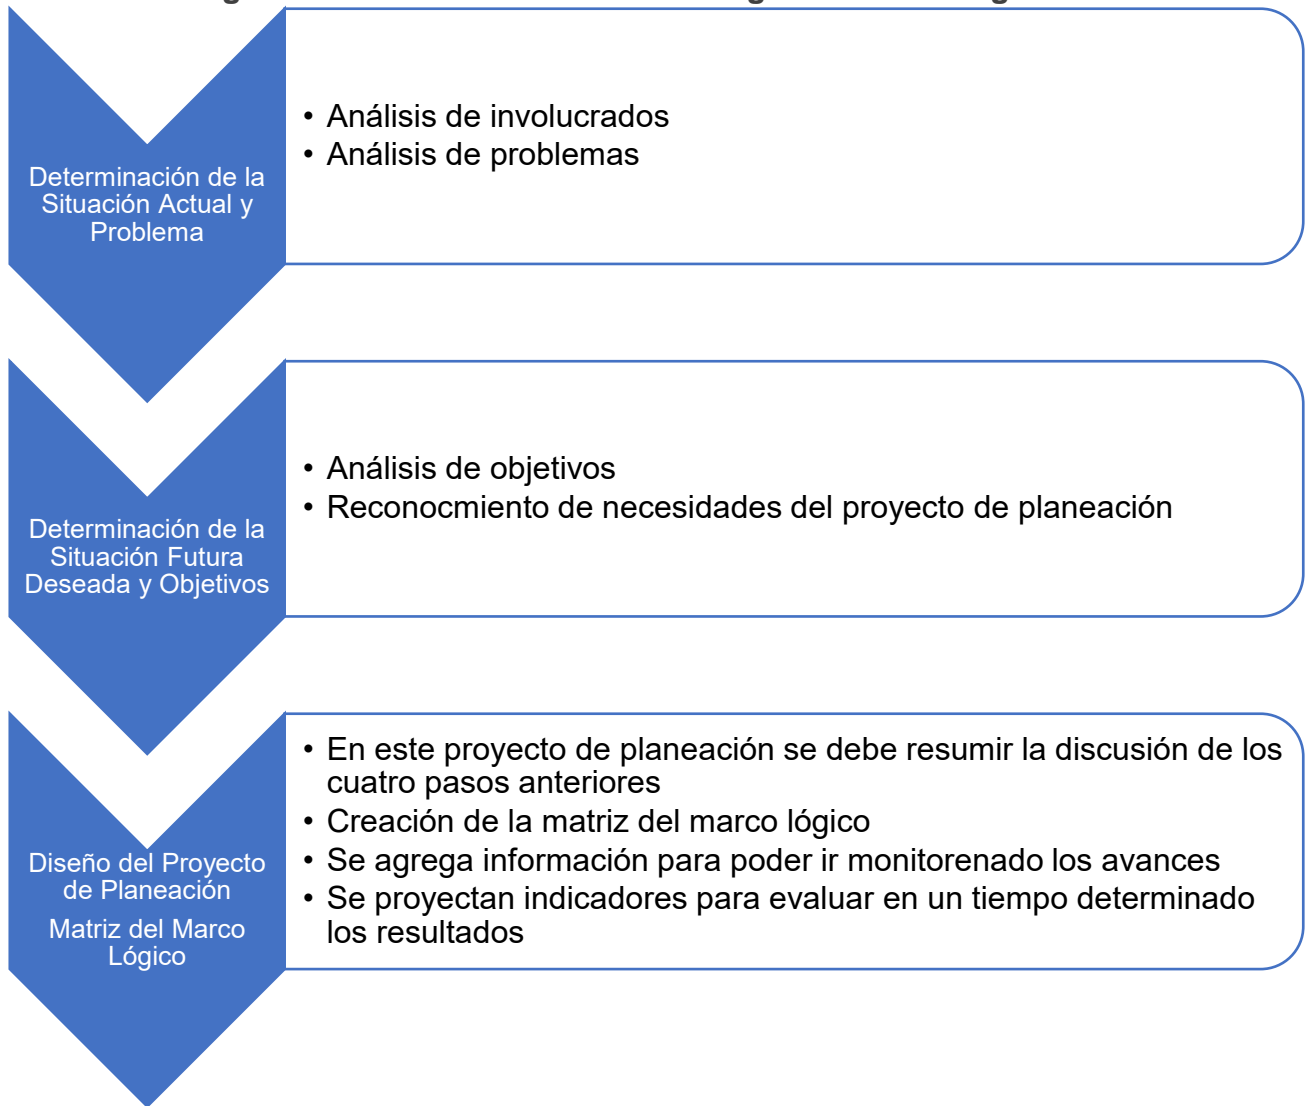 Determinación de la
Situación Actual y
Problema
• Análisis de involucrados
• Análisis de problemas
Determinación de la
Situación Futura
Deseada y Objetivos
• Análisis de objetivos
• Reconocmiento de necesidades del proyecto de planeación
Diseño del Proyecto
de Planeación
Matriz del Marco
Lógico
• En este proyecto de planeación se debe resumir la discusión de los
cuatro pasos anteriores
• Creación de la matriz del marco lógico
• Se agrega información para poder ir monitorenado los avances
• Se proyectan indicadores para evaluar en un tiempo determinado
los resultados